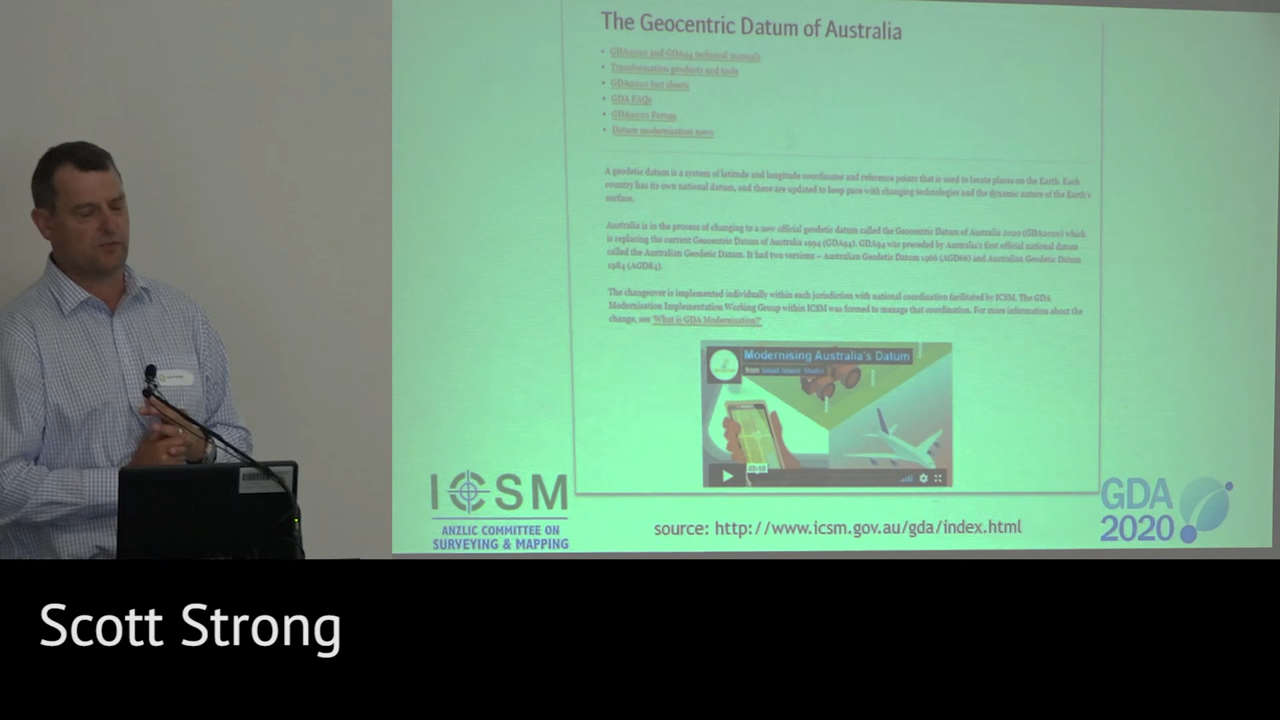 The Geocentric Datum of Australia
• GDA2020 and GDA94 technical manuals
• Transformation products and tools
• GDA2020 fact sheets
• GDA FAQs
• GDA2020 Forum
• Datum modernisation news
A geodetic datum is a system of latitude and longitude coordinates and reference points that is used to locate places on the Earth. Each
country has its own national datum, and these are updated to keep pace with changing technologies and the dynamic nature of the Earth's
surface.
Australia is in the process of changing to a new official geodetic datum called the Geocentric Datum of Australia 2020 (GDA2020) which
is replacing the current Geocentric Datum of Australia 1994 (GDA94). GDA94 was preceded by Australia's first official national datum
called the Australian Geodetic Datum. It had two versions – Australian Geodetic Datum 1966 (AGD66) and Australian Geodetic Datum
1984 (AGD84).
The changeover is implemented individually within each jurisdiction with national coordination facilitated by ICSM. The GDA
Modernisation Implementation Working Group within ICSM was formed to manage that coordination. For more information about the
change, see 'What is GDA Modernisation?'
Modernising Australia's Datum
from Small Island Studio
ICSM
ANZLIC COMMITTEE ON
SURVEYING & MAPPING
source: http://www.icsm.gov.au/gda/index.html
GDA
2020
Scott Strong